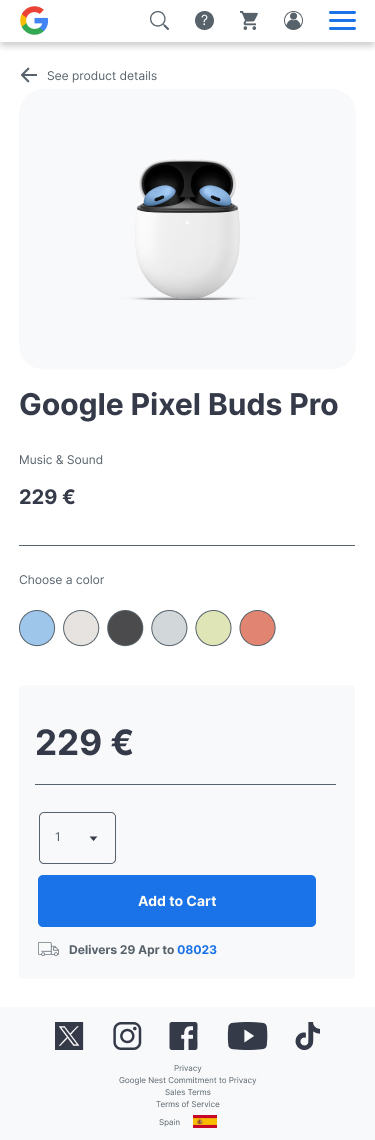 See product details
Google Pixel Buds Pro
Music & Sound
229 €
Choose a color
229 €
1
Add to Cart
Delivers 29 Apr to 08023
Privacy
Google Nest Commitment to Privacy
Sales Terms
Terms of Service
Spain